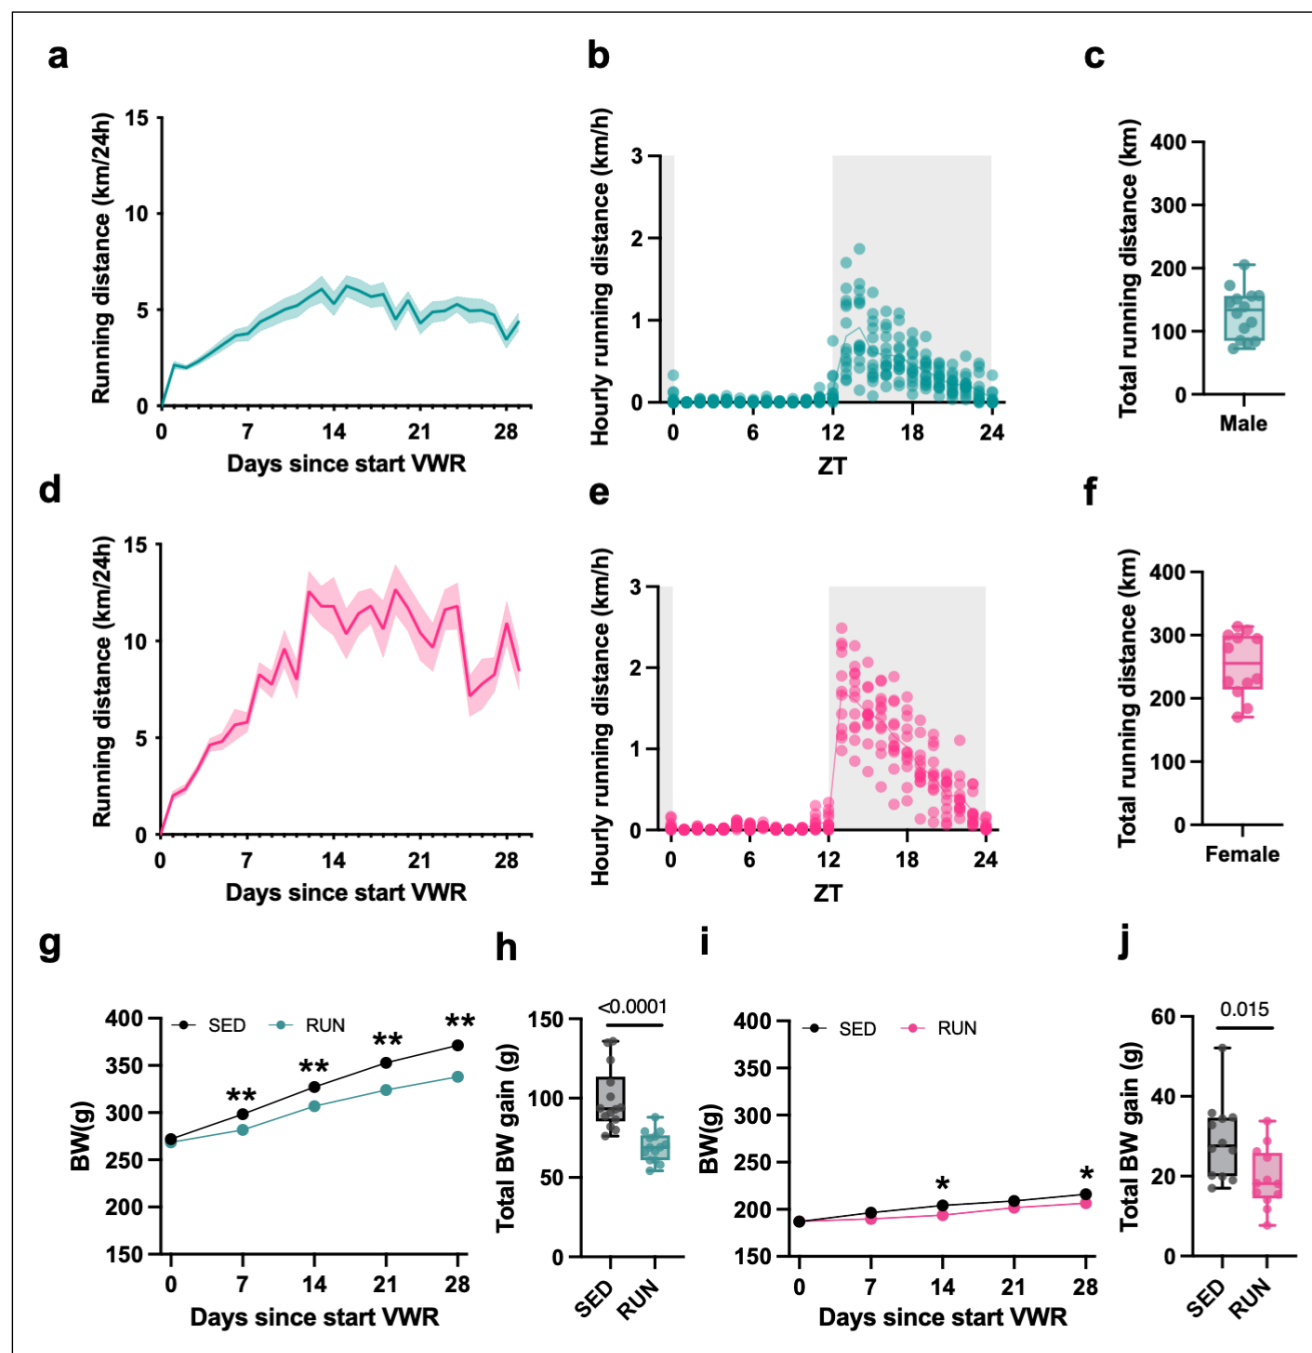 a
b
c
Running distance (km/24h)
15
10
5
0
0 7 14 21 28
Days since start VWR
Hourly running distance (km/h)
3
2
1
0
0 6 12 18 24
ZT
Total running distance (km)
400
300
200
100
0
Male
d
e
f
Running distance (km/24h)
15
10
5
0
0 7 14 21 28
Days since start VWR
Hourly running distance (km/h)
3
2
1
0
0 6 12 18 24
ZT
Total running distance (km)
400
300
200
100
0
Female
g
h
i
j
BW(g)
400
350
300
250
200
150
SED RUN
** ** ** **
0 7 14 21 28
Days since start VWR
Total BW gain (g)
150
100
50
0
<0.0001
SED RUN
BW(g)
400
350
300
250
200
150
SED RUN
* *
0 7 14 21 28
Days since start VWR
Total BW gain (g)
60
40
20
0
0.015
SED RUN